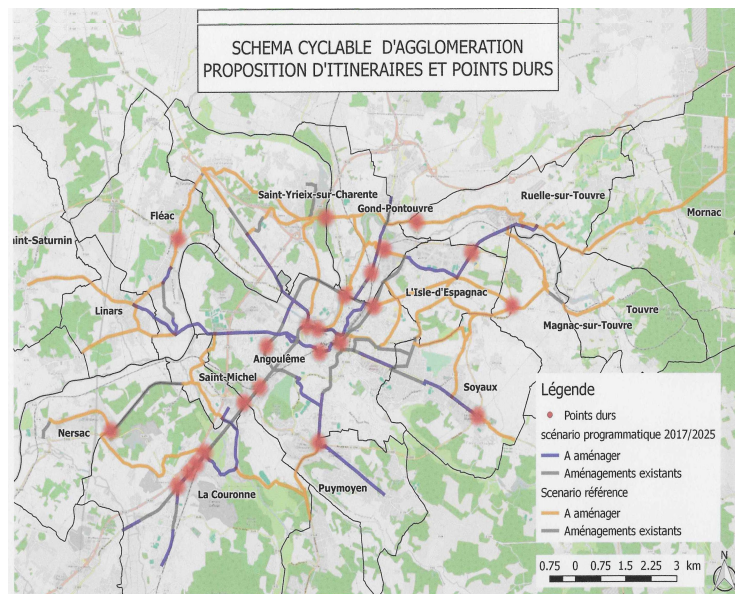 SCHEMA CYCLABLE D'AGGLOMERATION
PROPOSITION D'ITINERAIRES ET POINTS DURS
Saint-Yrieix-sur-Charente
Ruelle-sur-Touvre
Gond-Pontouvre
Fléac
Mornac
int-Saturnin
L'Isle-d'Espagnac
Linars
Touvre
Magnac-sur-Touvre
Angoulême
Saint-Michel
Soyaux
Nersac
La Couronne
Puymoyen
Légende
Points durs
scénario programmatique 2017/2025
A aménager
Aménagements existants
Scenario référence
A aménager
Aménagements existants
0.75 0 0.75 1.5 2.25 3 km
N